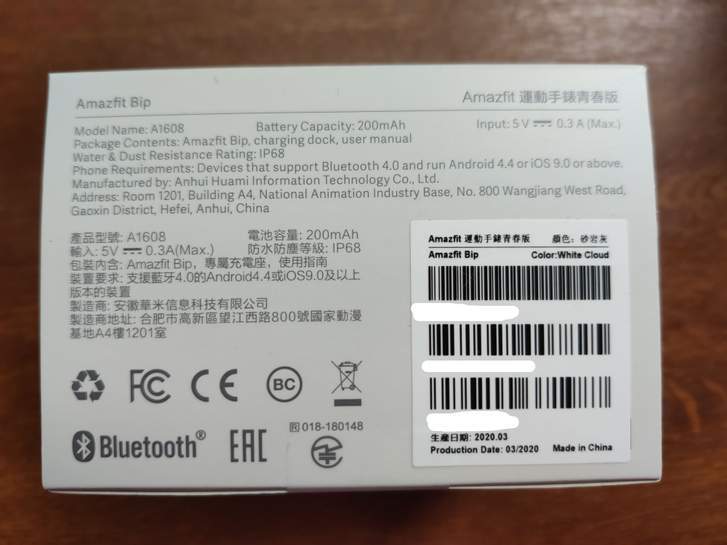 Amazfit Bip
Amazfit 運動手錶青春版
Model Name: A1608 Battery Capacity: 200mAh Input: 5 V ⎓ 0.3 A (Max.)
Package Contents: Amazfit Bip, charging dock, user manual
Water & Dust Resistance Rating: IP68
Phone Requirements: Devices that support Bluetooth 4.0 and run Android 4.4 or iOS 9.0 or above.
Manufactured by: Anhui Huami Information Technology Co., Ltd.
Address: Room 1201, Building A4, National Animation Industry Base, No. 800 Wangjiang West Road,
Gaoxin District, Hefei, Anhui, China
產品型號: A1608 電池容量: 200mAh
輸入: 5V ⎓ 0.3A(Max.) 防水防塵等級: IP68
包裝內含: Amazfit Bip，專屬充電座，使用指南
裝置要求: 支援藍牙4.0的Android4.4或iOS9.0及以上
版本的裝置
製造商: 安徽華米信息科技有限公司
製造商地址: 合肥市高新區望江西路800號國家動漫
基地A4樓1201室
FC CE BC
Bluetooth® EAC
R 018-180148
Amazfit 運動手錶青春版 顏色: 砂岩灰
Amazfit Bip Color:White Cloud
生產日期: 2020.03
Production Date: 03/2020 Made in China